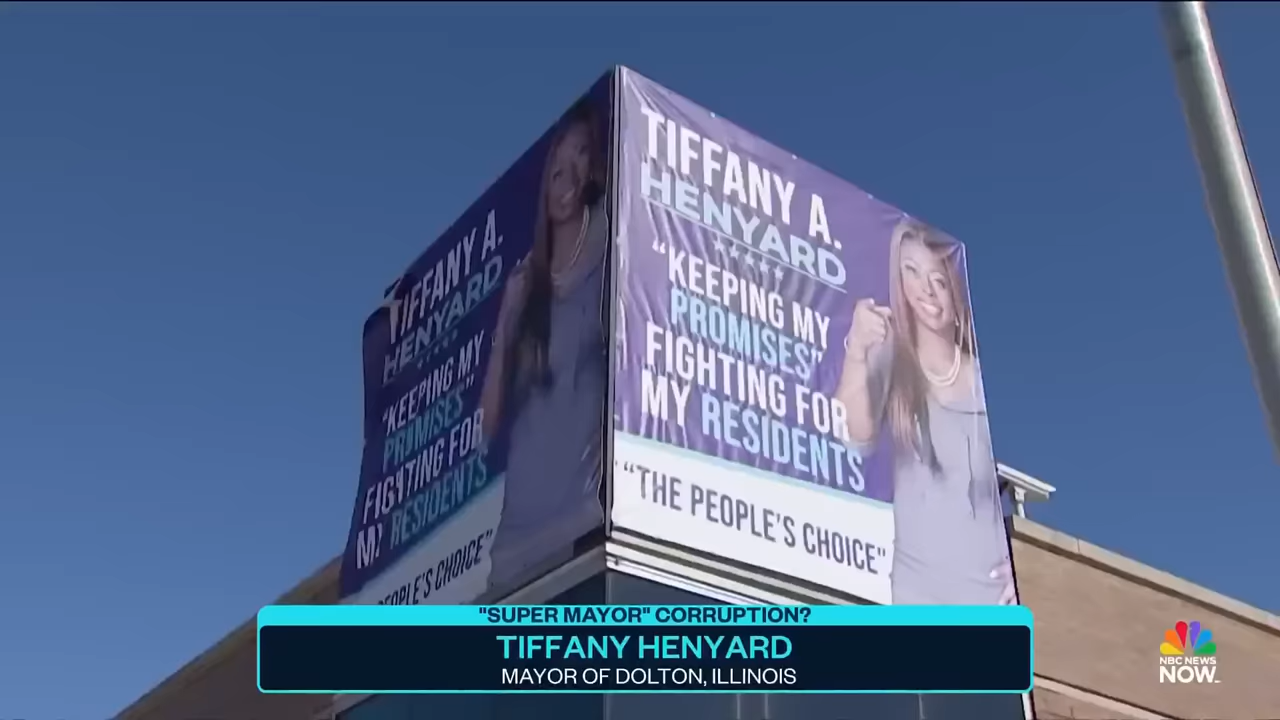 TIFFANY A.
HENYARD
"KEEPING MY
PROMISES"
FIGHTING FOR
MY RESIDENTS
PEOPLE'S CHOICE"
TIFFANY A.
HENYARD
"KEEPING MY
PROMISES"
FIGHTING FOR
MY RESIDENTS
"THE PEOPLE'S CHOICE"
"SUPER MAYOR" CORRUPTION?
TIFFANY HENYARD
MAYOR OF DOLTON, ILLINOIS
NBC NEWS
NOW